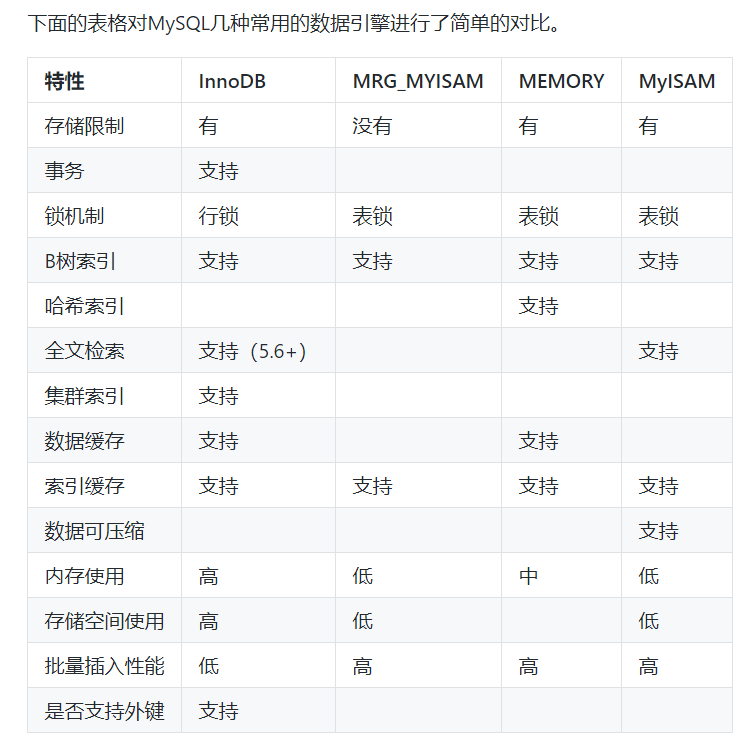 下面的表格对MySQL几种常用的数据引擎进行了简单的对比。
特性 InnoDB MRG_MYISAM MEMORY MyISAM
存储限制 有 没有 有 有
事务 支持
锁机制 行锁 表锁 表锁 表锁
B树索引 支持 支持 支持 支持
哈希索引 支持
全文检索 支持（5.6+） 支持
集群索引 支持
数据缓存 支持 支持
索引缓存 支持 支持 支持 支持
数据可压缩 支持
内存使用 高 低 中 低
存储空间使用 高 低 低
批量插入性能 低 高 高 高
是否支持外键 支持